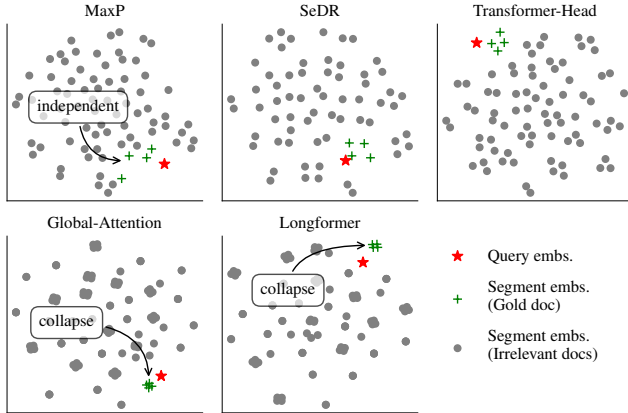 MaxP
SeDR
Transformer-Head
independent
Global-Attention
Longformer
collapse
collapse
Query embs.
Segment embs.
(Gold doc)
Segment embs.
(Irrelevant docs)